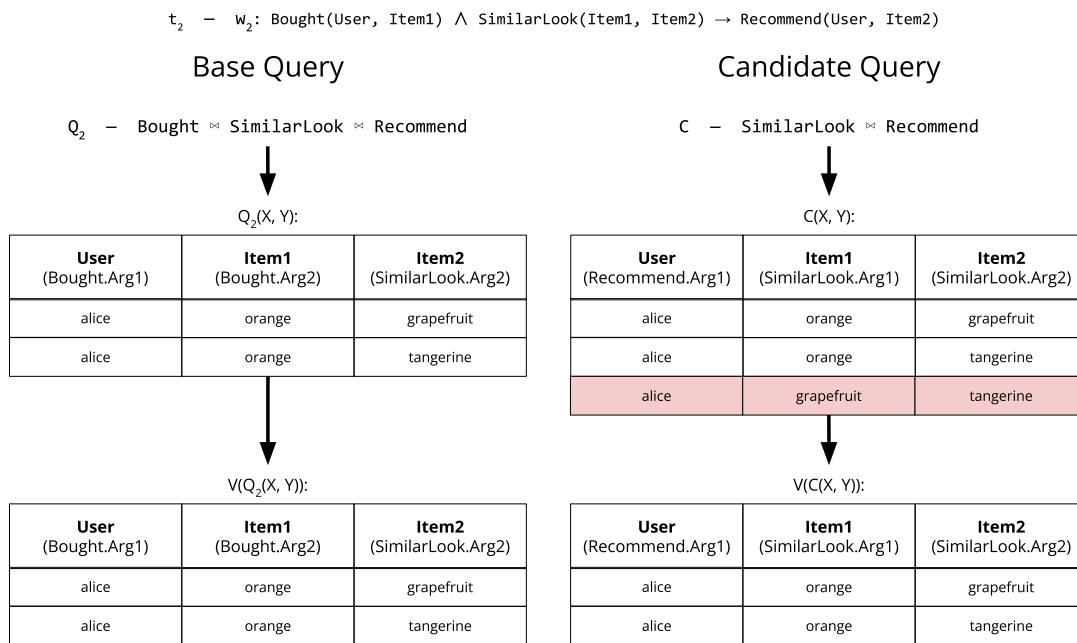 t₂ — w₂: Bought(User, Item1) ∧ SimilarLook(Item1, Item2) → Recommend(User, Item2)
Base Query
Q₂ — Bought ⋈ SimilarLook ⋈ Recommend
Q₂(X, Y):
User Item1 Item2
(Bought.Arg1) (Bought.Arg2) (SimilarLook.Arg2)
alice orange grapefruit
alice orange tangerine
V(Q₂(X, Y)):
User Item1 Item2
(Bought.Arg1) (Bought.Arg2) (SimilarLook.Arg2)
alice orange grapefruit
alice orange tangerine
Candidate Query
C — SimilarLook ⋈ Recommend
C(X, Y):
User Item1 Item2
(Recommend.Arg1) (SimilarLook.Arg1) (SimilarLook.Arg2)
alice orange grapefruit
alice orange tangerine
alice grapefruit tangerine
V(C(X, Y)):
User Item1 Item2
(Recommend.Arg1) (SimilarLook.Arg1) (SimilarLook.Arg2)
alice orange grapefruit
alice orange tangerine